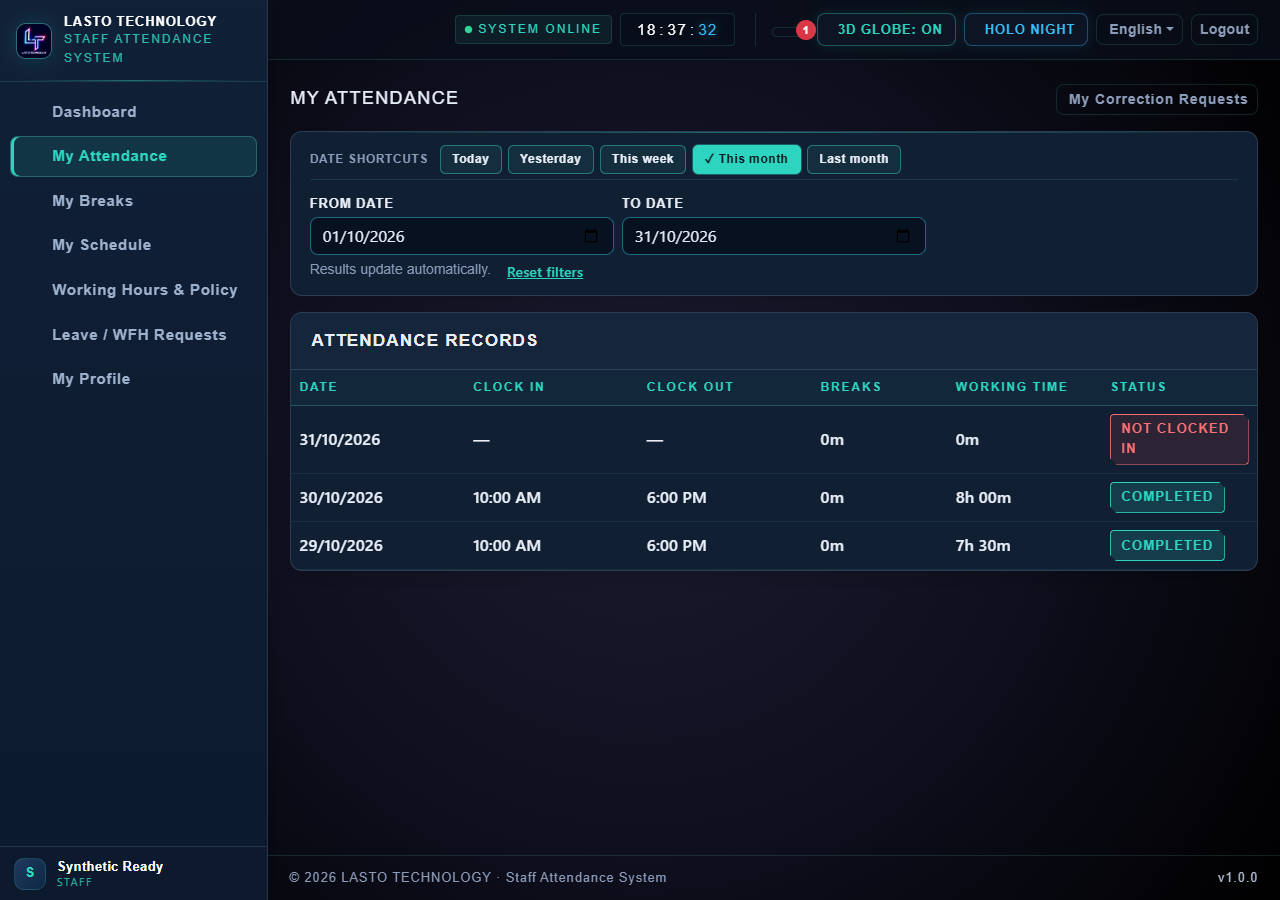 LASTO TECHNOLOGY
STAFF ATTENDANCE
SYSTEM
SYSTEM ONLINE
18:37:32
1
3D GLOBE: ON
HOLO NIGHT
English
Logout
Dashboard
My Attendance
My Breaks
My Schedule
Working Hours & Policy
Leave / WFH Requests
My Profile
MY ATTENDANCE
My Correction Requests
DATE SHORTCUTS Today Yesterday This week ✓ This month Last month
FROM DATE TO DATE
01/10/2026 31/10/2026
Results update automatically. Reset filters
ATTENDANCE RECORDS
DATE CLOCK IN CLOCK OUT BREAKS WORKING TIME STATUS
31/10/2026 — — 0m 0m NOT CLOCKED
IN
30/10/2026 10:00 AM 6:00 PM 0m 8h 00m COMPLETED
29/10/2026 10:00 AM 6:00 PM 0m 7h 30m COMPLETED
S
Synthetic Ready
STAFF
© 2026 LASTO TECHNOLOGY · Staff Attendance System
v1.0.0